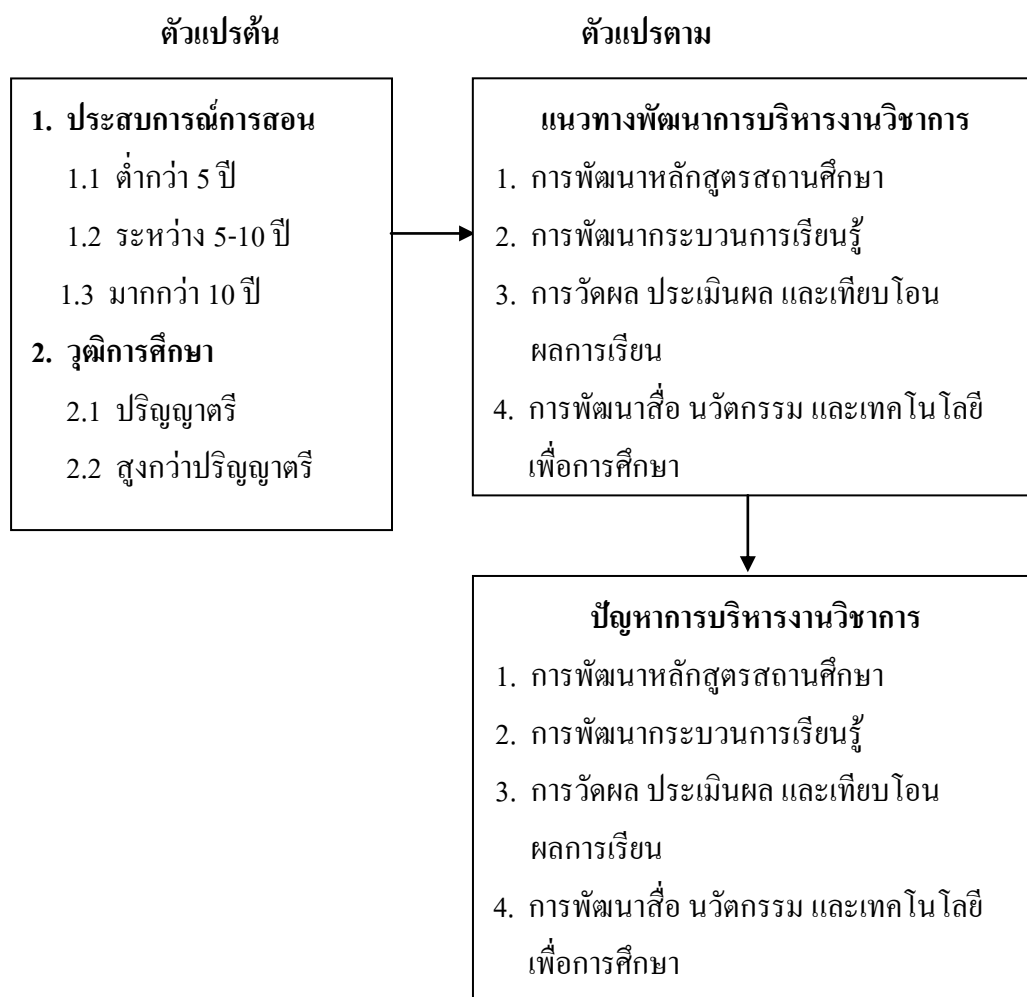 ตัวแปรต้น
ตัวแปรตาม
1. ประสบการณ์การสอน
1.1 ต่ำกว่า 5 ปี
1.2 ระหว่าง 5-10 ปี
1.3 มากกว่า 10 ปี
2. วุฒิการศึกษา
2.1 ปริญญาตรี
2.2 สูงกว่าปริญญาตรี
แนวทางพัฒนาการบริหารงานวิชาการ
1. การพัฒนาหลักสูตรสถานศึกษา
2. การพัฒนากระบวนการเรียนรู้
3. การวัดผล ประเมินผล และเทียบโอน
ผลการเรียน
4. การพัฒนาสื่อ นวัตกรรม และเทคโนโลยี
เพื่อการศึกษา
ปัญหาการบริหารงานวิชาการ
1. การพัฒนาหลักสูตรสถานศึกษา
2. การพัฒนากระบวนการเรียนรู้
3. การวัดผล ประเมินผล และเทียบโอน
ผลการเรียน
4. การพัฒนาสื่อ นวัตกรรม และเทคโนโลยี
เพื่อการศึกษา